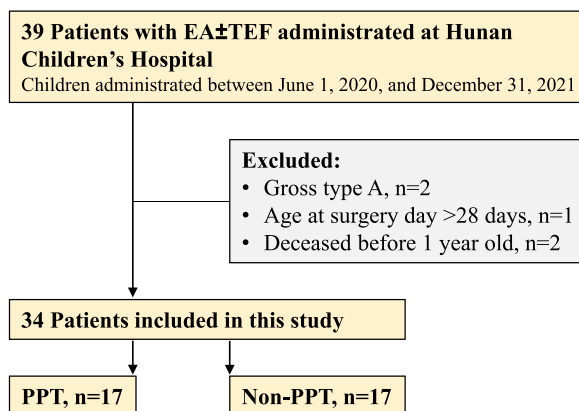 39 Patients with EA±TEF administrated at Hunan
Children's Hospital
Children administrated between June 1, 2020, and December 31, 2021
Excluded:
• Gross type A, n=2
• Age at surgery day >28 days, n=1
• Deceased before 1 year old, n=2
34 Patients included in this study
PPT, n=17
Non-PPT, n=17